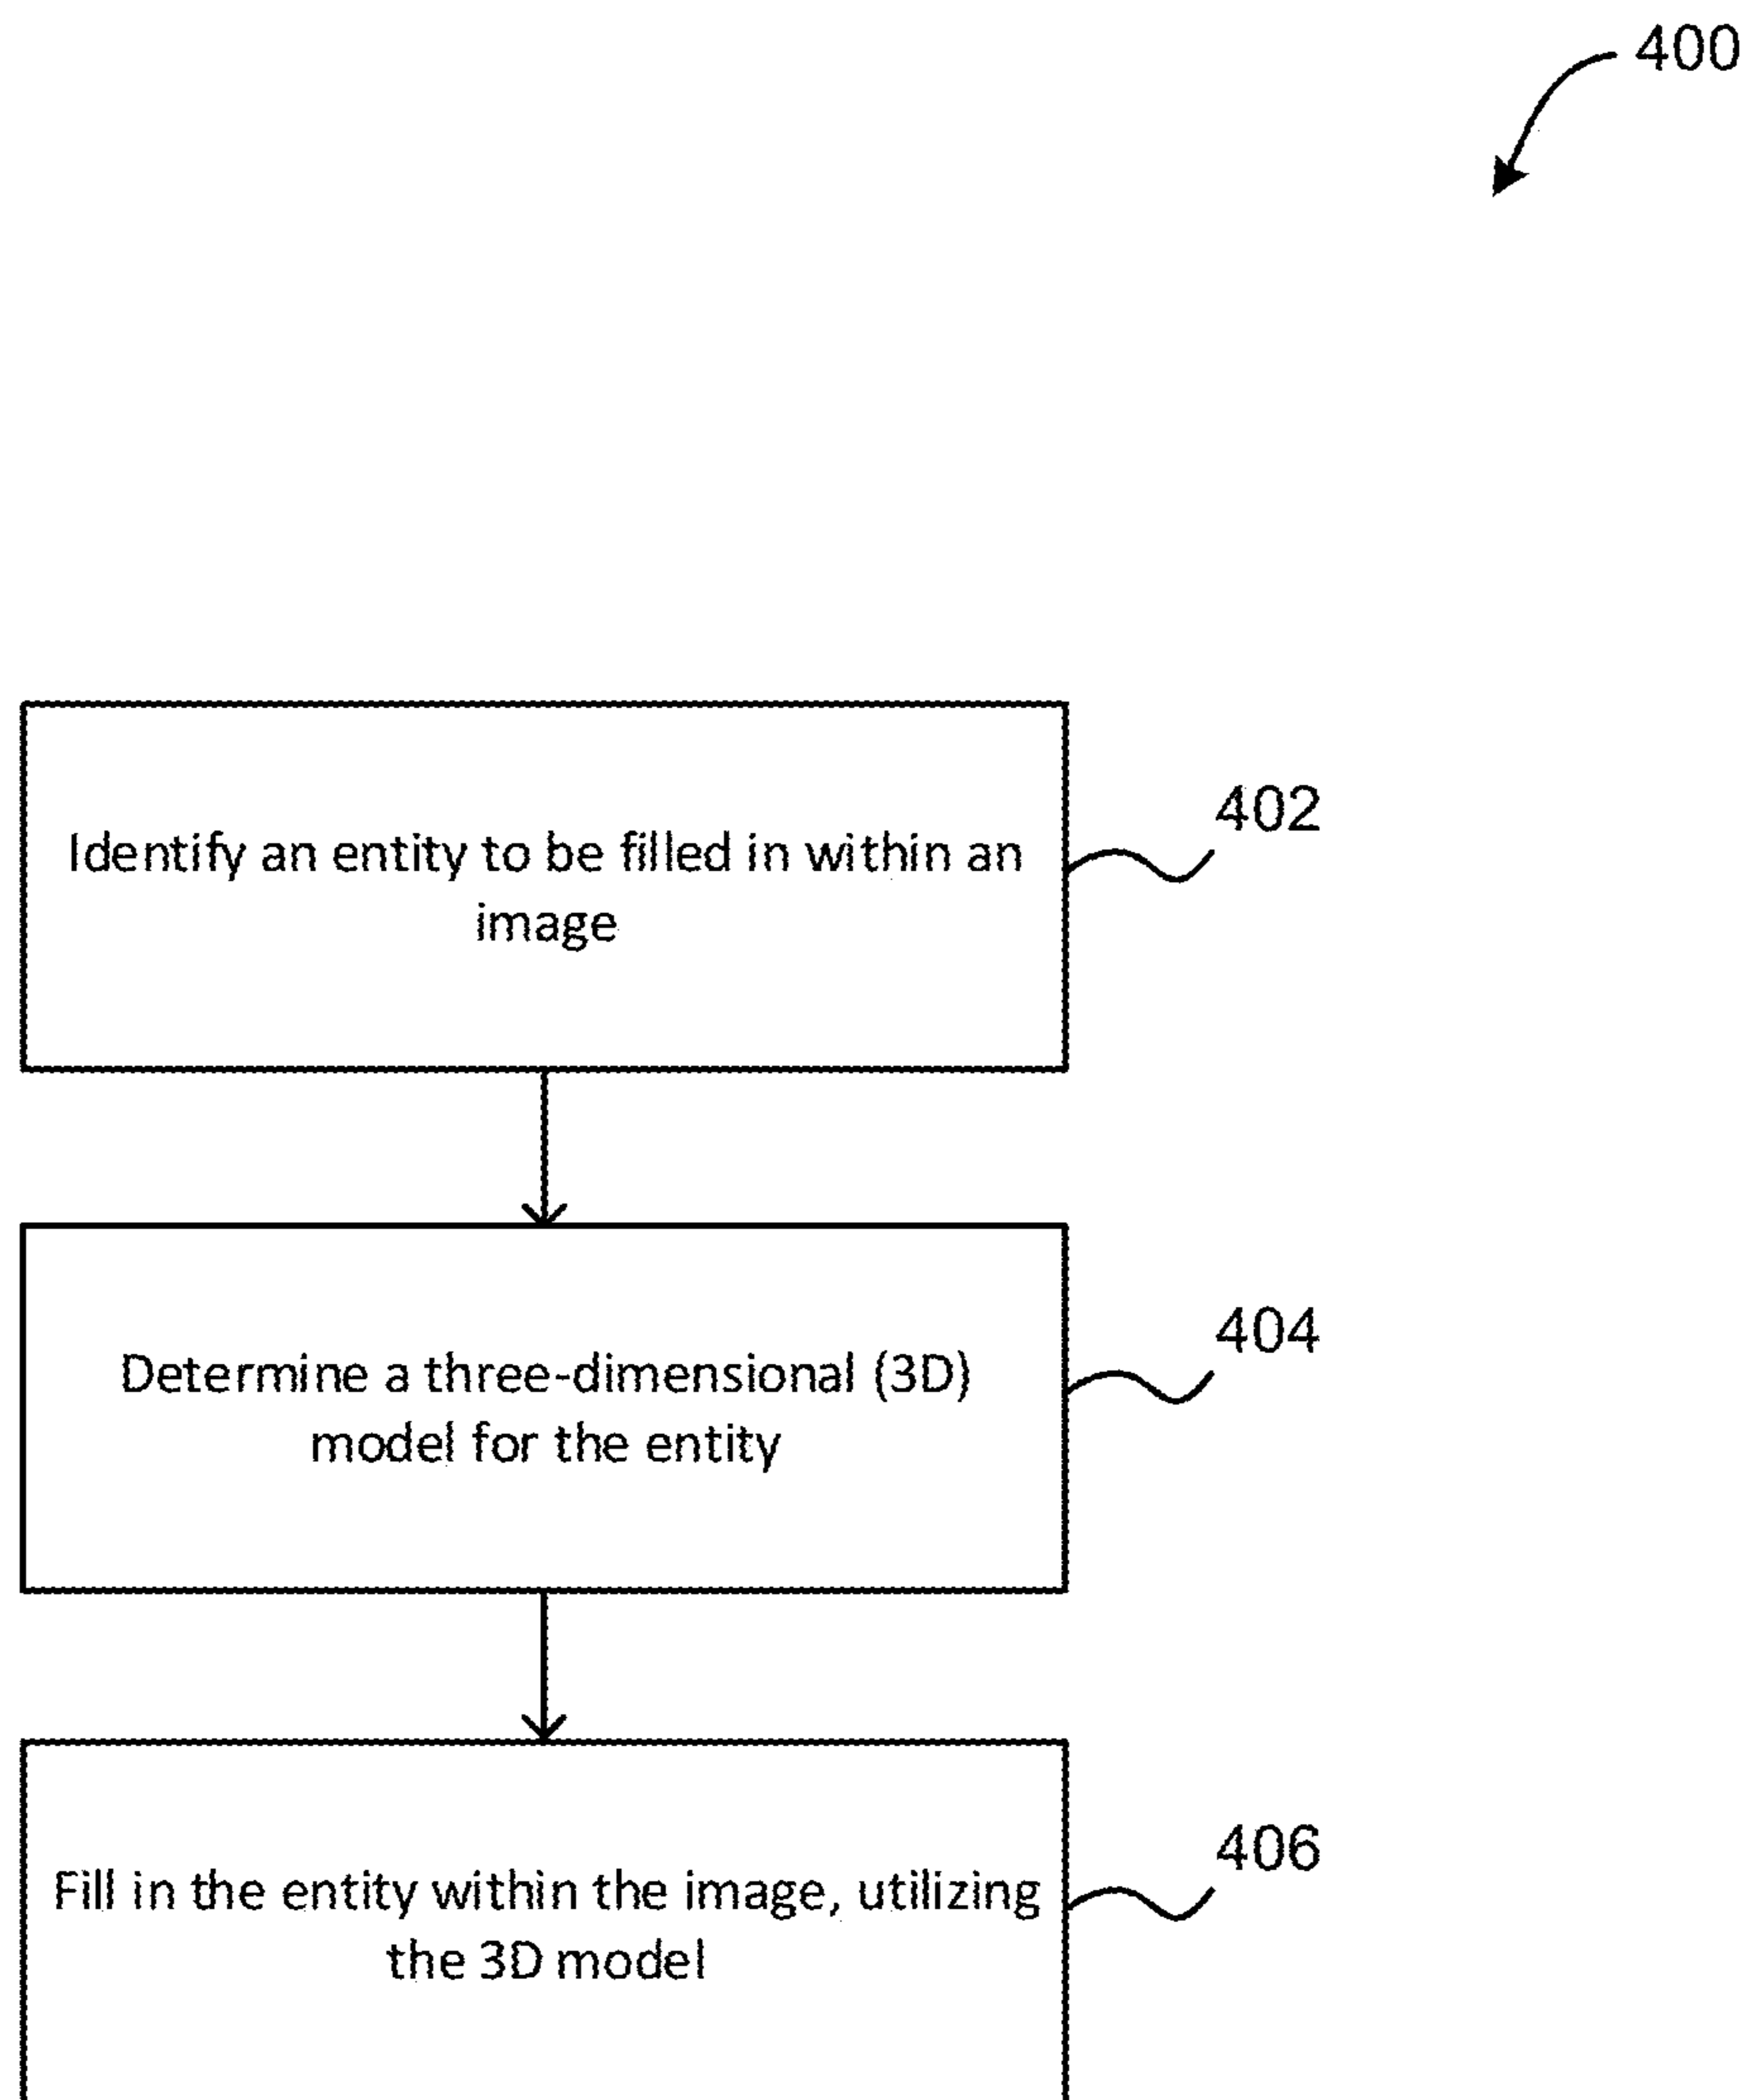 400
Identify an entity to be filled in within an
image
402
Determine a three-dimensional (3D)
model for the entity
404
Fill in the entity within the image, utilizing
the 3D model
406